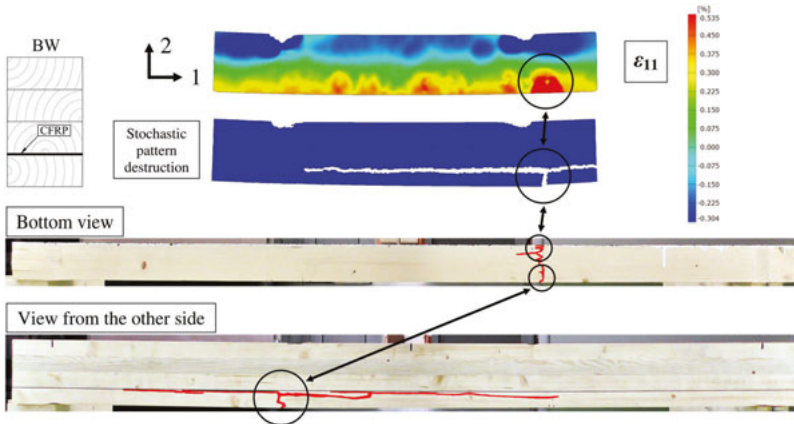 BW
CFRP
2
1
ε11
[%]
0.535
0.450
0.375
0.300
0.225
0.150
0.075
0.000
-0.075
-0.150
-0.225
-0.304
Stochastic
pattern
destruction
Bottom view
View from the other side